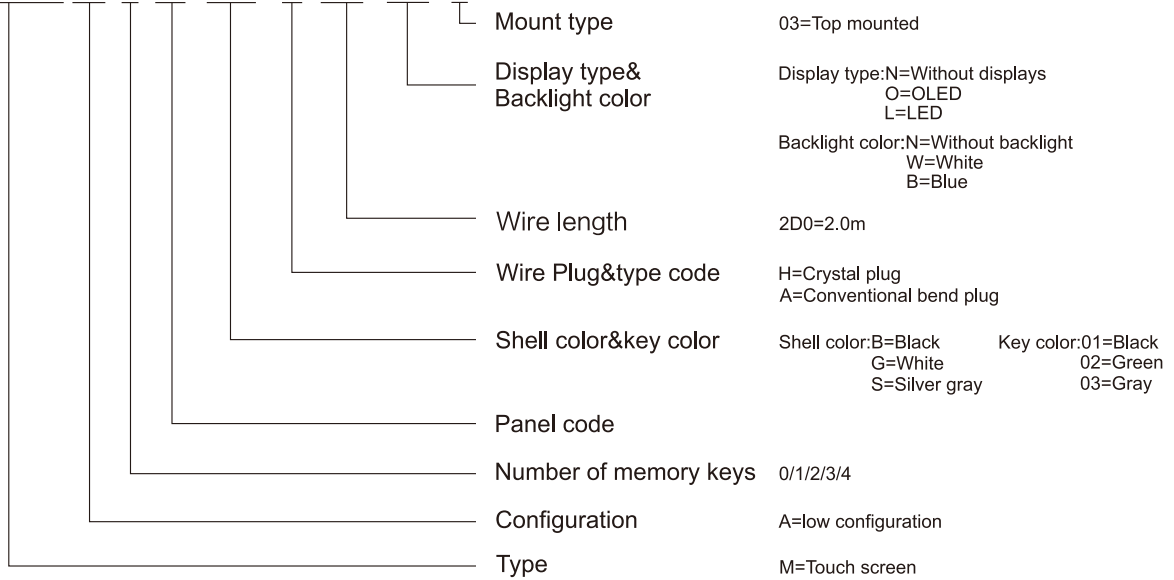 Mount type 03=Top mounted
Display type& Display type:N=Without displays
Backlight color O=OLED
L=LED
Backlight color:N=Without backlight
W=White
B=Blue
Wire length 2D0=2.0m
Wire Plug&type code H=Crystal plug
A=Conventional bend plug
Shell color&key color Shell color:B=Black Key color:01=Black
G=White 02=Green
S=Silver gray 03=Gray
Panel code
Number of memory keys 0/1/2/3/4
Configuration A=low configuration
Type M=Touch screen